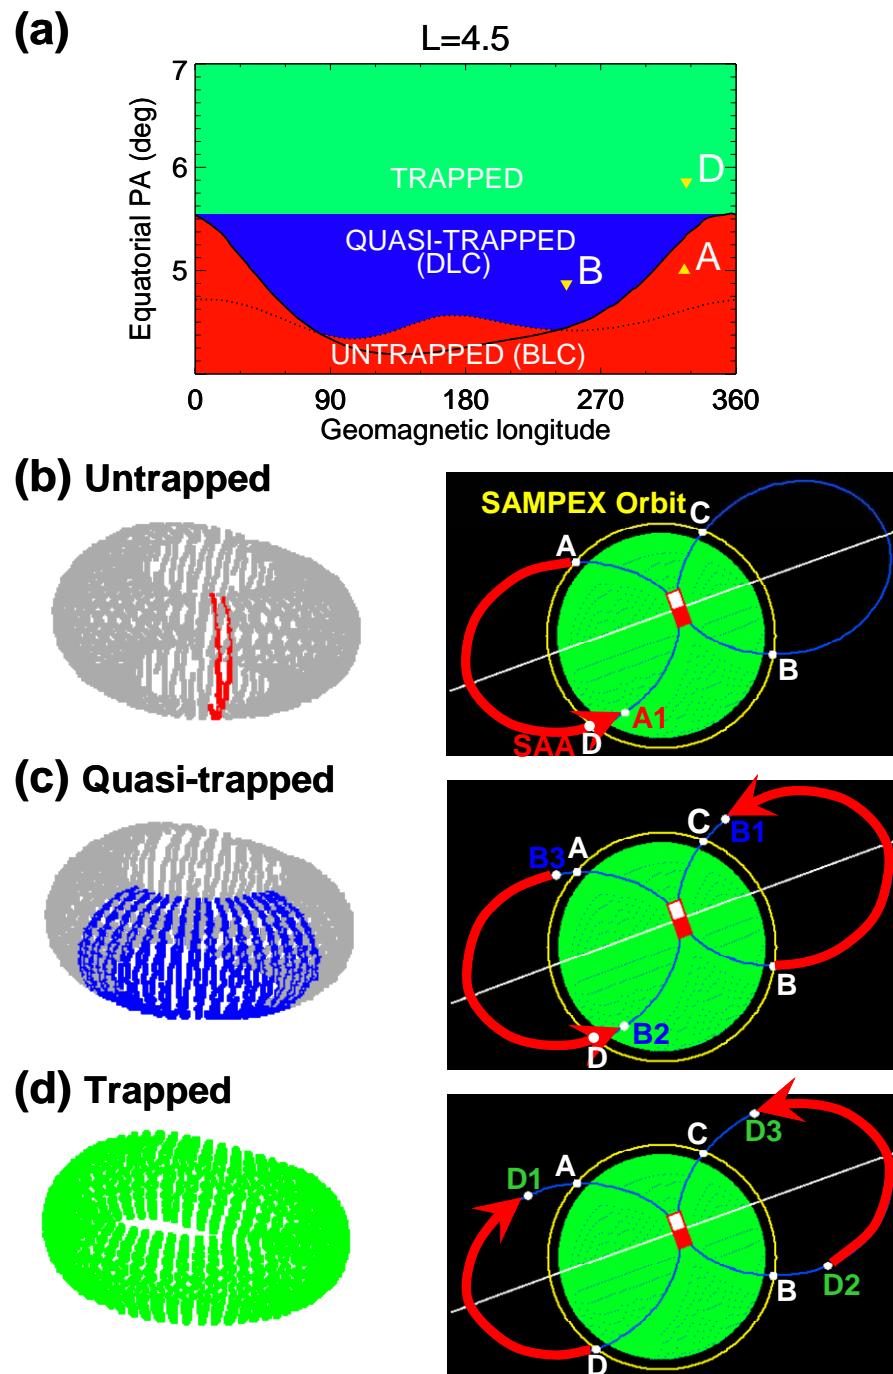 (a)
L=4.5
7
6
5
Equatorial PA (deg)
TRAPPED
D
QUASI-TRAPPED
(DLC)
B
A
UNTRAPPED (BLC)
0 90 180 270 360
Geomagnetic longitude
(b) Untrapped
SAMPEX Orbit
C
A
B
A1
SAA
D
(c) Quasi-trapped
C
B1
B3
A
B
B2
D
(d) Trapped
C
D3
D1
A
B
D2
D